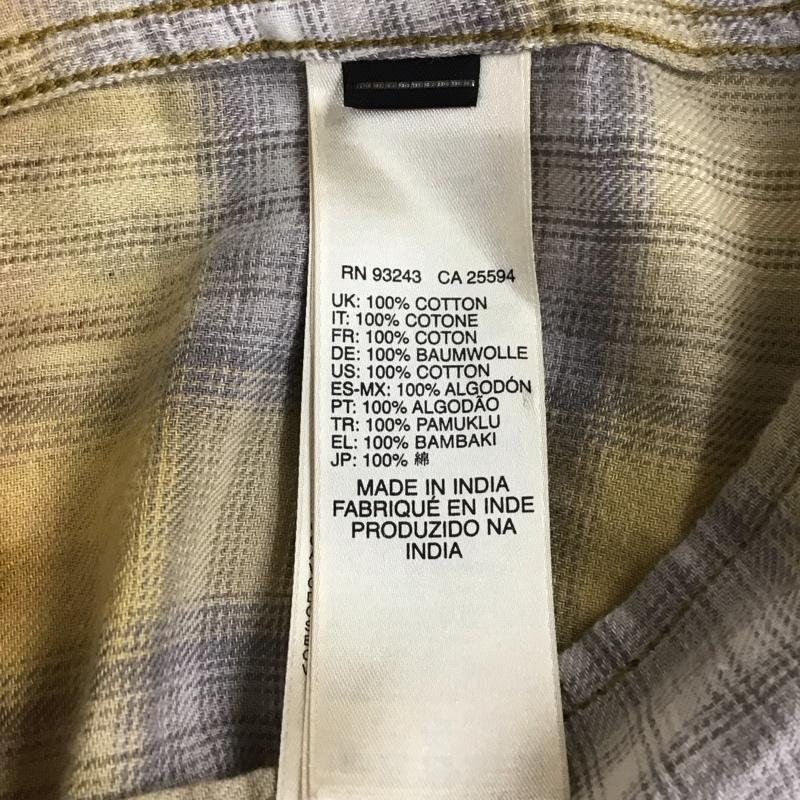 RN 93243 CA 25594
UK: 100% COTTON
IT: 100% COTONE
FR: 100% COTON
DE: 100% BAUMWOLLE
US: 100% COTTON
ES-MX: 100% ALGODÓN
PT: 100% ALGODÃO
TR: 100% PAMUKLU
EL: 100% BAMBAKI
JP: 100% 綿
MADE IN INDIA
FABRIQUÉ EN INDE
PRODUZIDO NA
INDIA